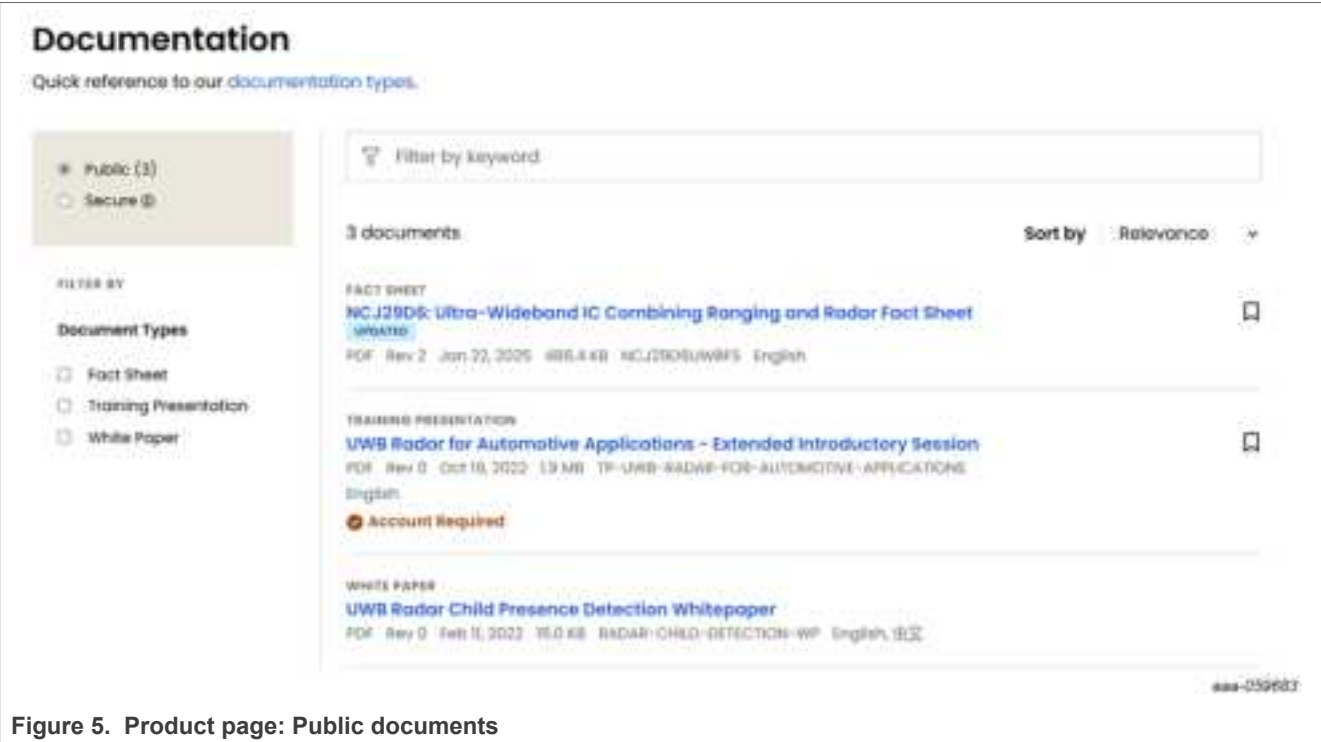 Documentation
Quick reference to our documentation types.
Public (3)
Secure
FILTER BY
Document Types
Fact Sheet
Training Presentation
White Paper
Filter by keyword
3 documents
Sort by Relevance
FACT SHEET
NCJ29D6: Ultra-Wideband IC Combining Ranging and Radar Fact Sheet
UPDATED
PDF Rev 2 Jan 22, 2025 KB NCJ29D6UWBFS English
TRAINING PRESENTATION
UWB Radar for Automotive Applications - Extended Introductory Session
PDF Rev 0 Oct 2022 1.9 MB TP-UWB-RADAR-FOR-AUTOMOTIVE-APPLICATIONS
English
Account Required
WHITE PAPER
UWB Radar Child Presence Detection Whitepaper
PDF Rev 0 Feb 11, 2022 KB RADAR-CHILD-DETECTION-WP English, 中文
aaa-059683
Figure 5. Product page: Public documents